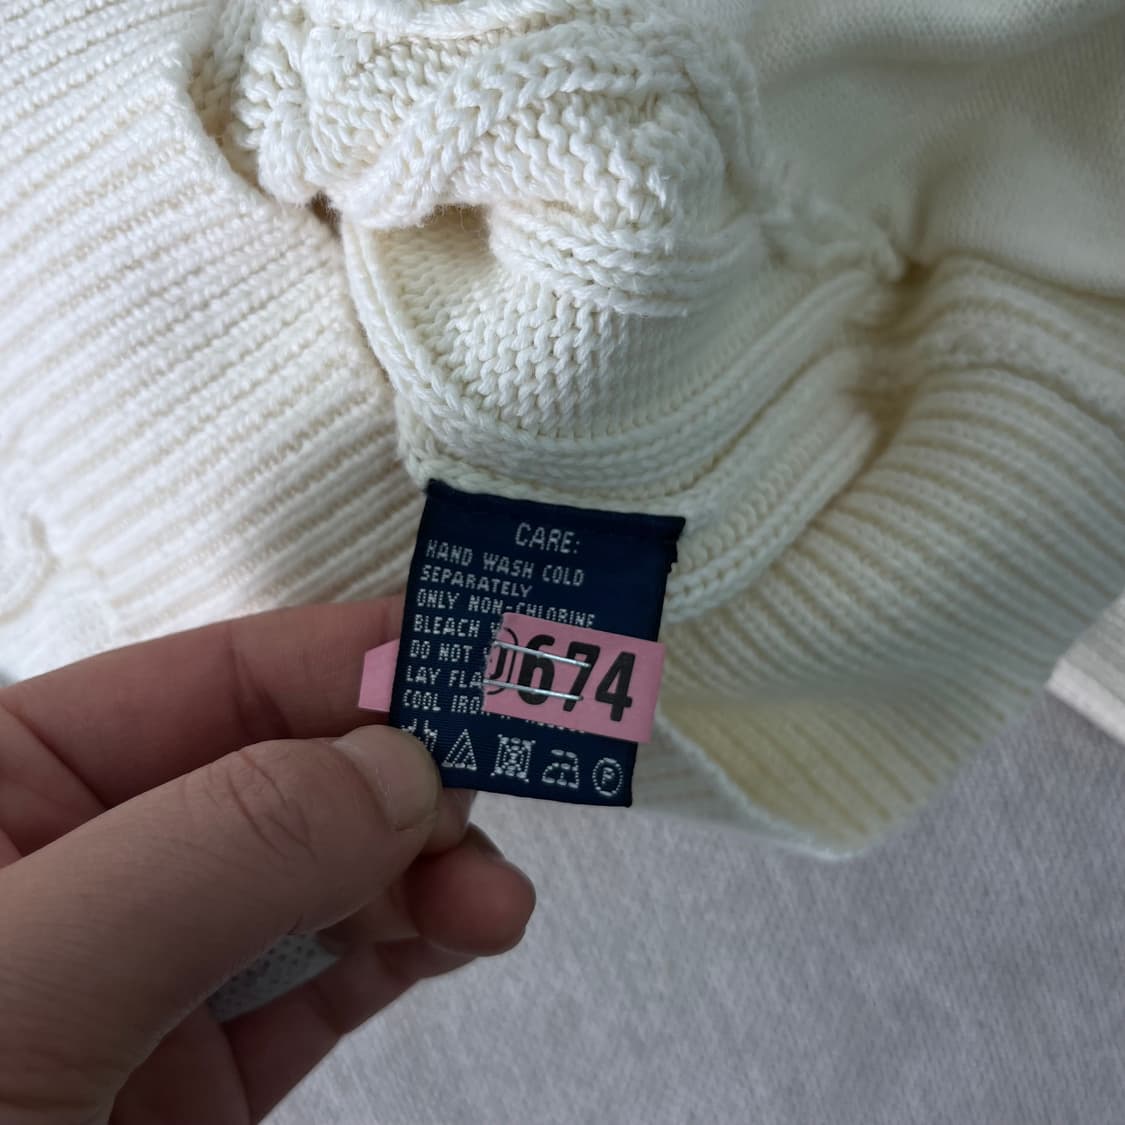 CARE:
HAND WASH COLD
SEPARATELY
ONLY NON-CHLORINE
BLEACH
DO NOT
LAY FLA
COOL IRON
674
P